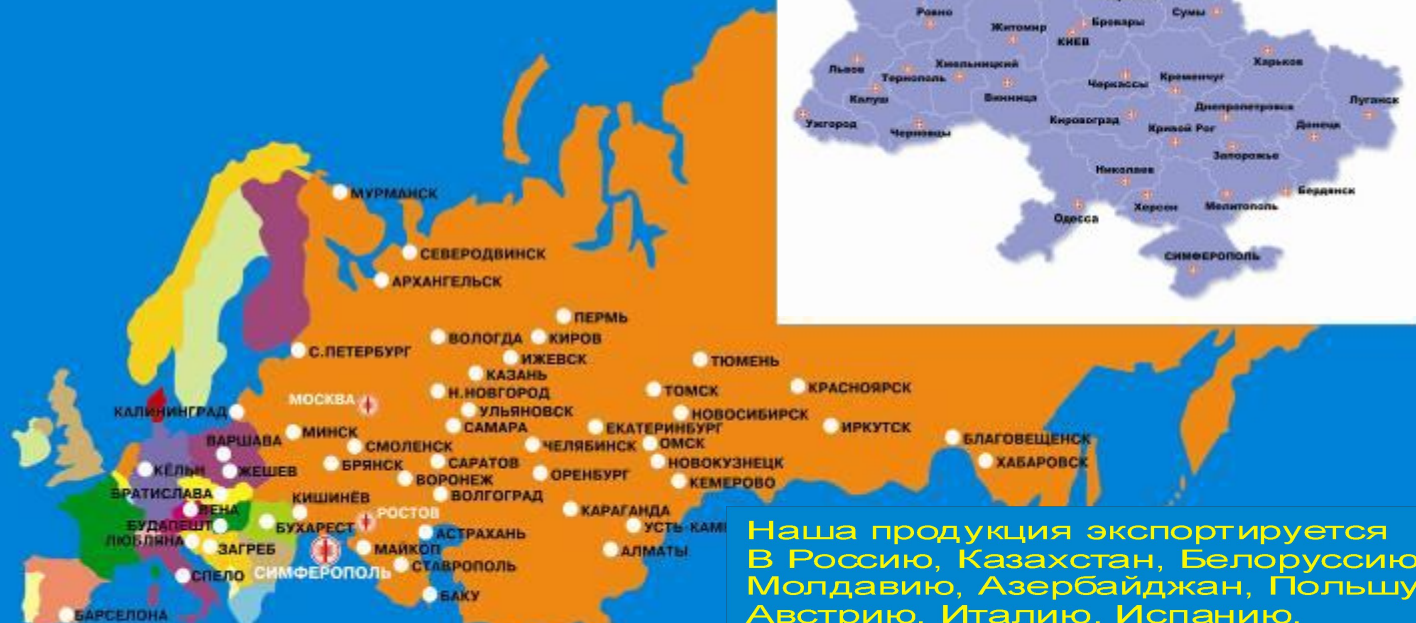 Ровно
Сумы
Житомир
Бровары
КИЕВ
Львов
Тернополь
Хмельницкий
Харьков
Калуш
Винница
Черкассы
Кременчуг
Ужгород
Черновцы
Кировоград
Днепропетровск
Луганск
Кривой Рог
Донецк
Запорожье
Николаев
Бердянск
Одесса
Херсон
Мелитополь
СИМФЕРОПОЛЬ
МУРМАНСК
СЕВЕРОДВИНСК
АРХАНГЕЛЬСК
ПЕРМЬ
ВОЛОГДА
КИРОВ
С.ПЕТЕРБУРГ
ИЖЕВСК
ТЮМЕНЬ
КАЗАНЬ
Н.НОВГОРОД
ТОМСК
КРАСНОЯРСК
МОСКВА
КАЛИНИНГРАД
УЛЬЯНОВСК
НОВОСИБИРСК
МИНСК
САМАРА
ЕКАТЕРИНБУРГ
ИРКУТСК
ВАРШАВА
СМОЛЕНСК
ЧЕЛЯБИНСК
ОМСК
БЛАГОВЕЩЕНСК
КЁЛЬН
ЖЕШЕВ
БРЯНСК
САРАТОВ
ОРЕНБУРГ
НОВОКУЗНЕЦК
ХАБАРОВСК
ВОРОНЕЖ
КЕМЕРОВО
БРАТИСЛАВА
КИШИНЁВ
ВОЛГОГРАД
ВЕНА
РОСТОВ
КАРАГАНДА
БУДАПЕШТ
БУХАРЕСТ
АСТРАХАНЬ
УСТЬ-КАМ
ЛЮБЛЯНА
ЗАГРЕБ
МАЙКОП
АЛМАТЫ
СПЕЛО
СИМФЕРОПОЛЬ
СТАВРОПОЛЬ
БАКУ
БАРСЕЛОНА
Наша продукция экспортируется
В Россию, Казахстан, Белоруссию
Молдавию, Азербайджан, Польшу
Австрию, Италию, Испанию,